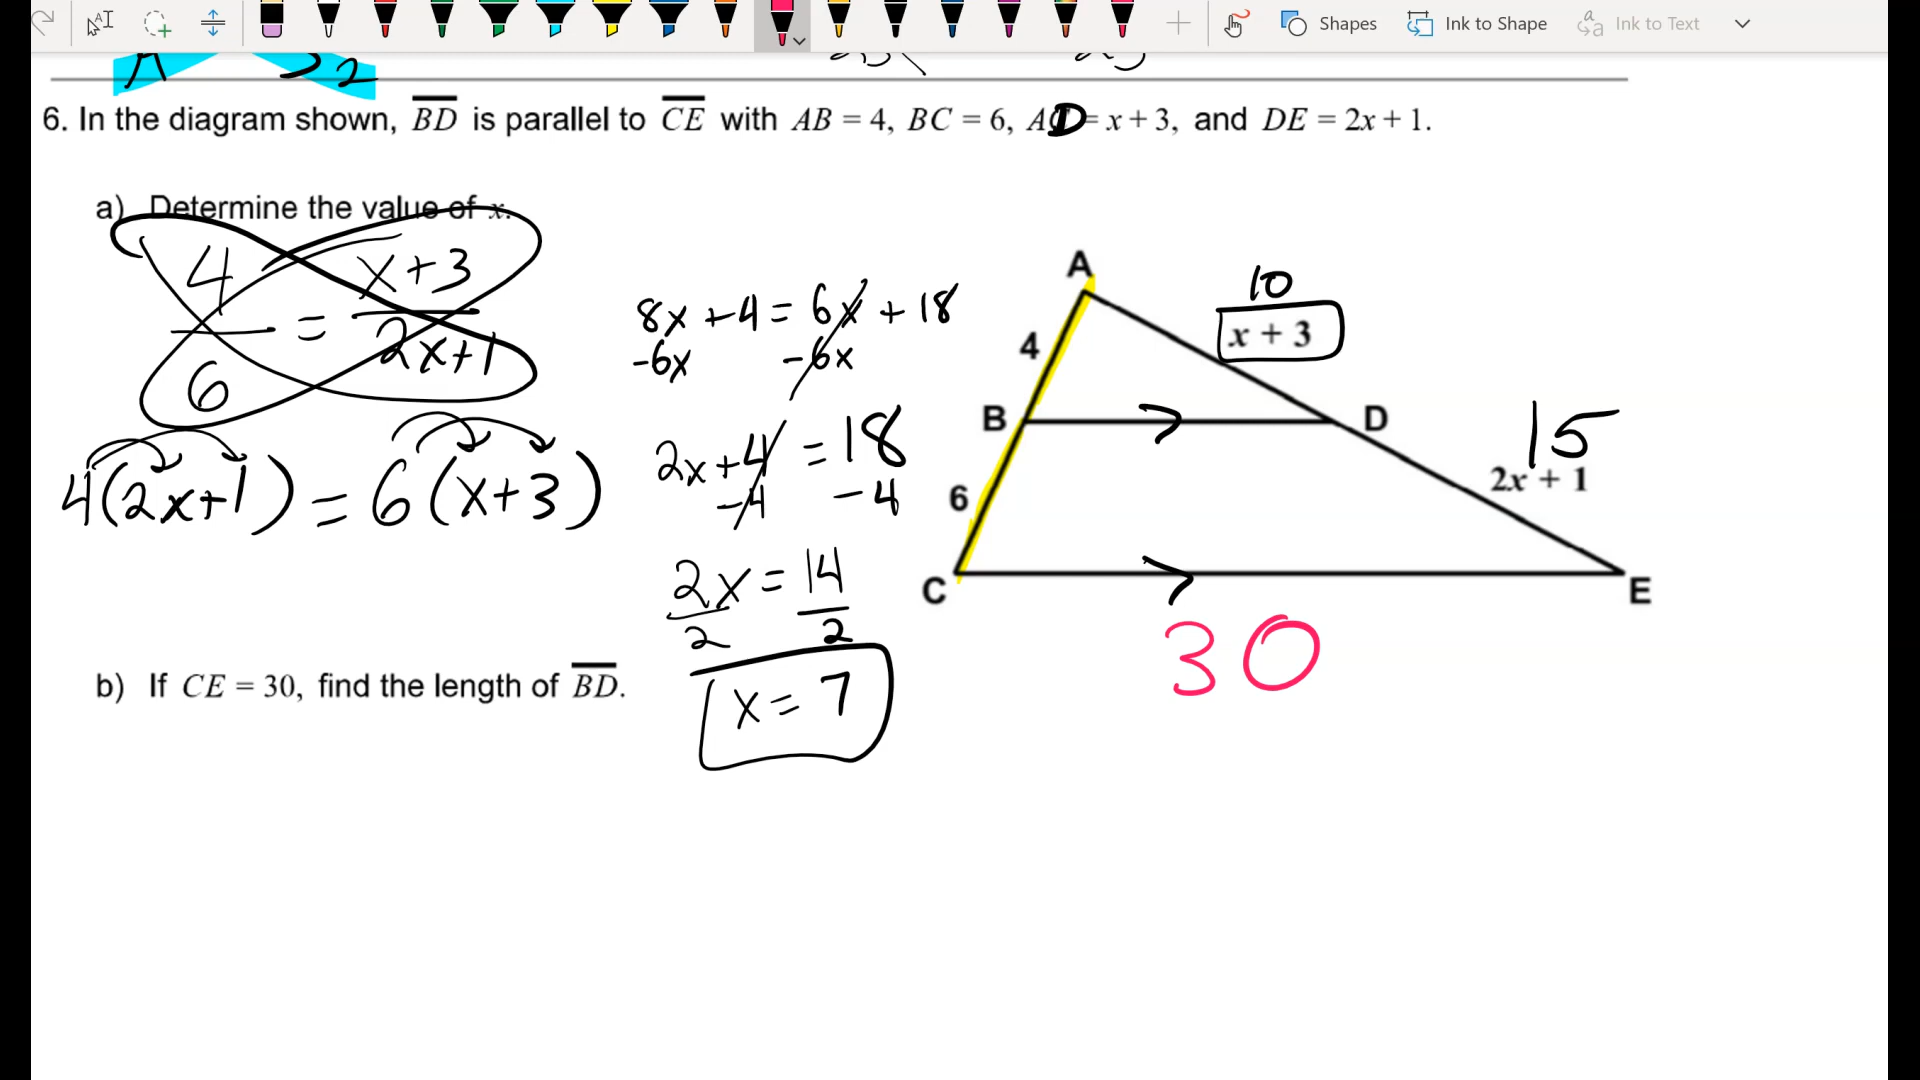 Shapes Ink to Shape Ink to Text
6. In the diagram shown, BD is parallel to CE with AB = 4, BC = 6, AD = x + 3, and DE = 2x + 1.
a) Determine the value of x.
4/6 = x+3/2x+1
4(2x+1) = 6(x+3)
8x + 4 = 6x + 18
-6x -6x
2x+4 = 18
-4 -4
2x = 14
2 2
x = 7
A
10
x + 3
4
B
D
15
2x + 1
6
C
E
30
b) If CE = 30, find the length of BD.